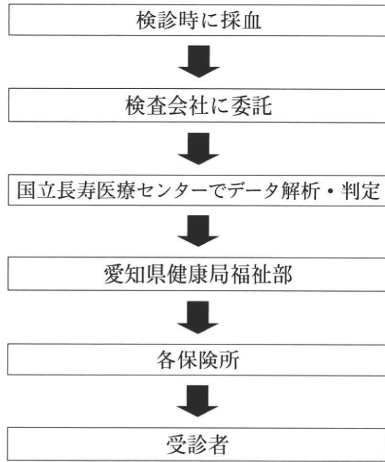 検診時に採血
検査会社に委託
国立長寿医療センターでデータ解析・判定
愛知県健康局福祉部
各保険所
受診者